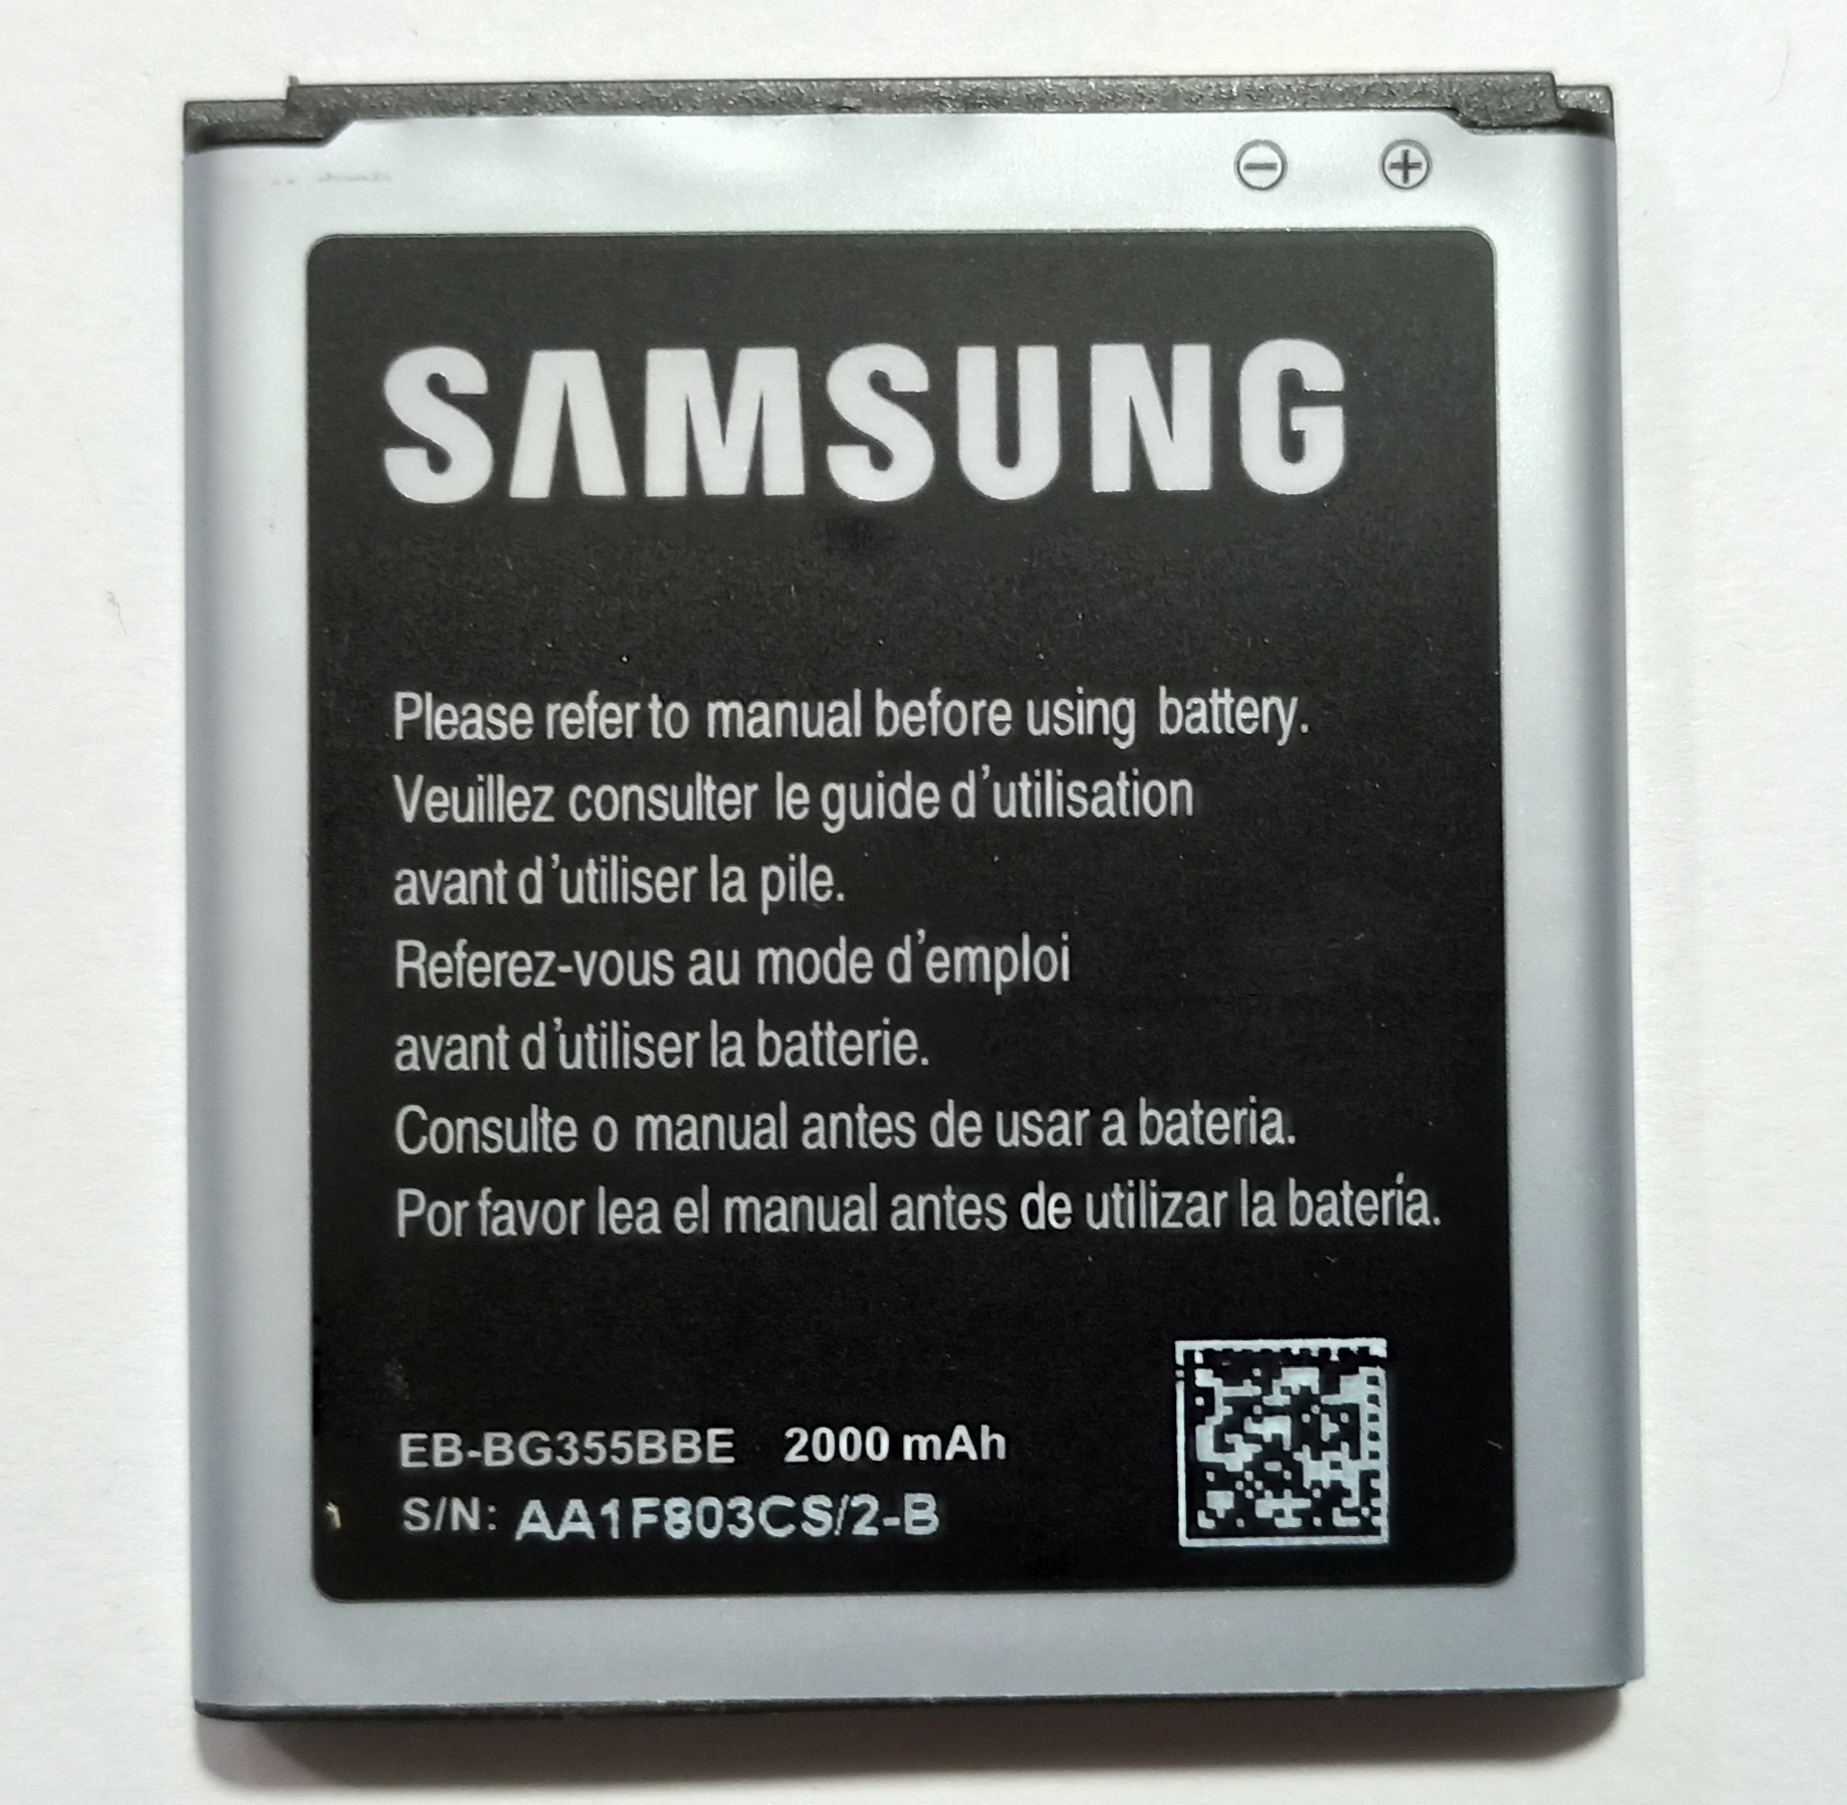 ⊖ ⊕
SAMSUNG
Please refer to manual before using battery.
Veuillez consulter le guide d'utilisation
avant d'utiliser la pile.
Referez-vous au mode d'emploi
avant d'utiliser la batterie.
Consulte o manual antes de usar a bateria.
Por favor lea el manual antes de utilizar la batería.
EB-BG355BBE 2000 mAh
S/N: AA1F803CS/2-B